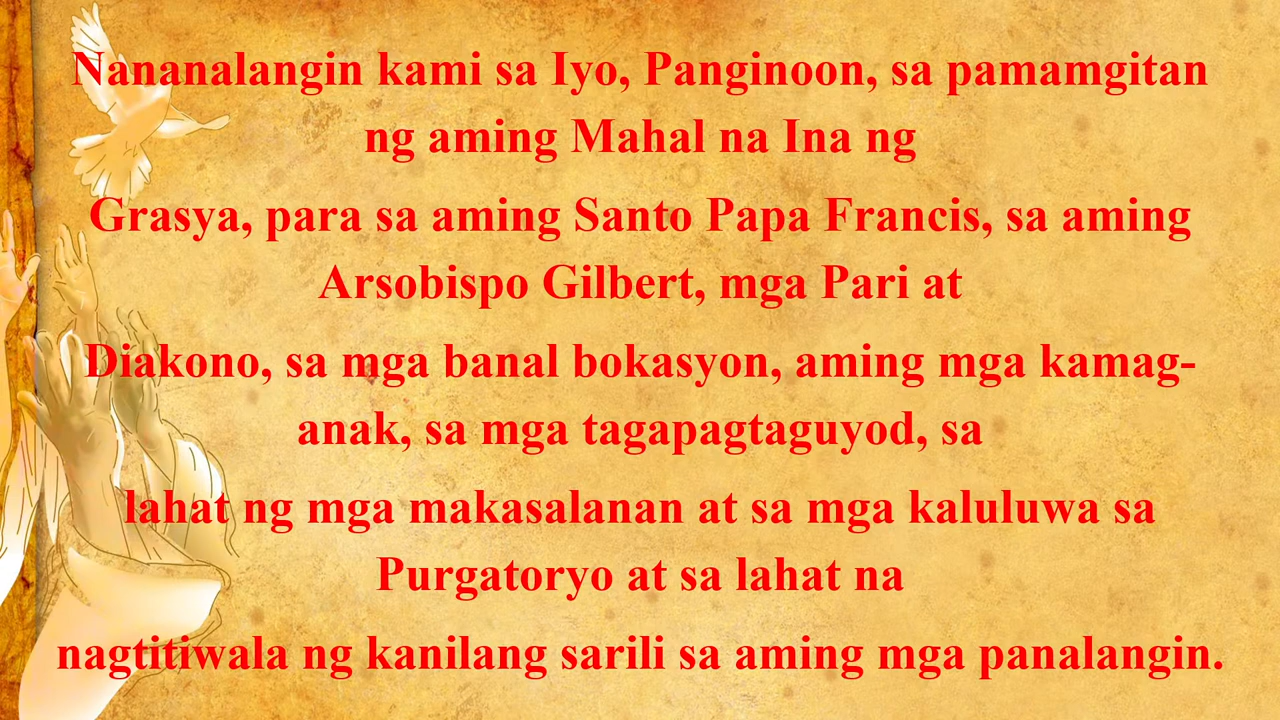 Nananalangin kami sa Iyo, Panginoon, sa pamamgitan
ng aming Mahal na Ina ng
Grasya, para sa aming Santo Papa Francis, sa aming
Arsobispo Gilbert, mga Pari at
Diakono, sa mga banal bokasyon, aming mga kamag-
anak, sa mga tagapagtaguyod, sa
lahat ng mga makasalanan at sa mga kaluluwa sa
Purgatoryo at sa lahat na
nagtitiwala ng kanilang sarili sa aming mga panalangin.